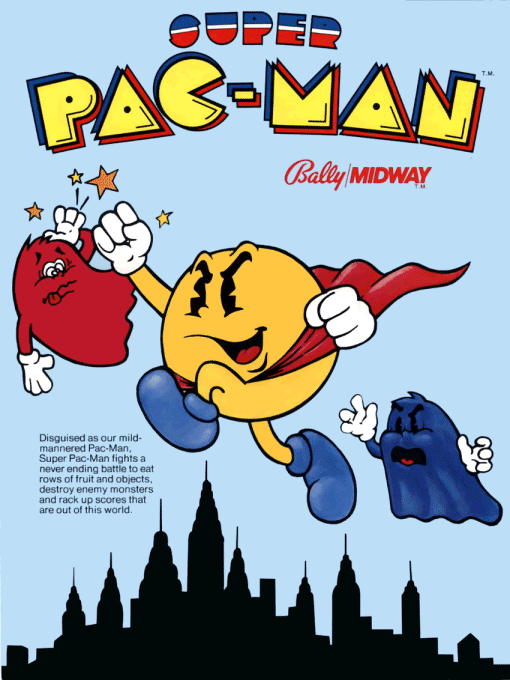 SUPER
PAC-MAN T.M.
Bally/MIDWAY
T.M.
Disguised as our mild-
mannered Pac-Man,
Super Pac-Man fights a
never ending battle to eat
rows of fruit and objects,
destroy enemy monsters
and rack up scores that
are out of this world.